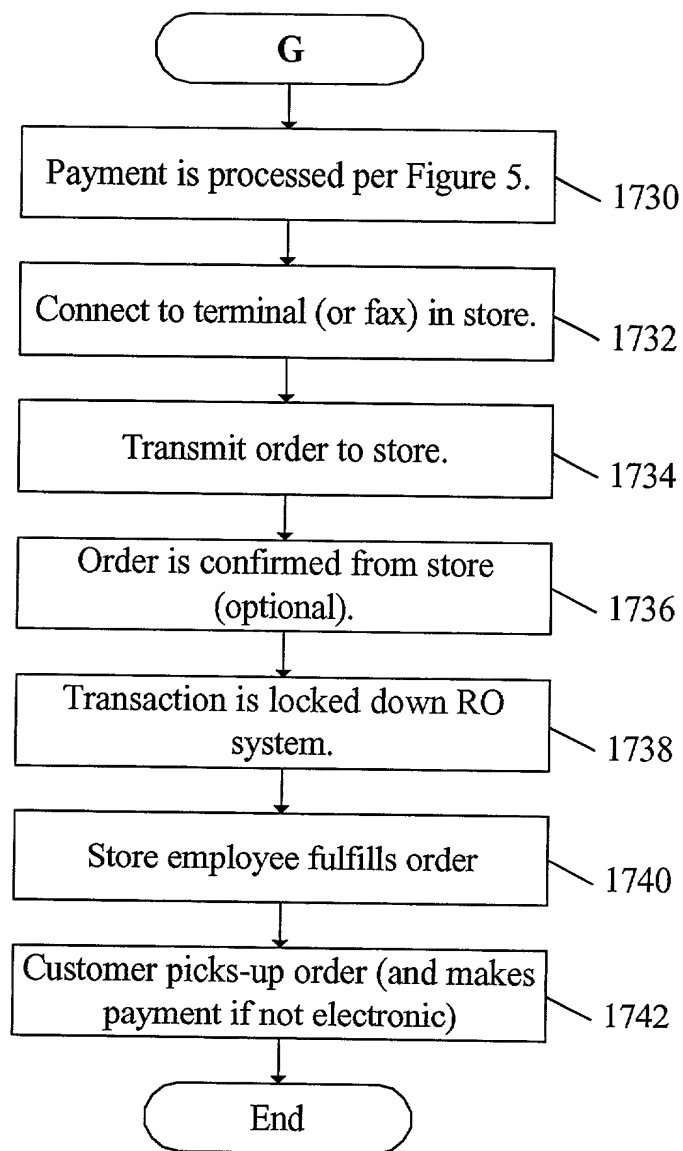 G
Payment is processed per Figure 5.
1730
Connect to terminal (or fax) in store.
1732
Transmit order to store.
1734
Order is confirmed from store
(optional).
1736
Transaction is locked down RO
system.
1738
Store employee fulfills order
1740
Customer picks-up order (and makes
payment if not electronic)
1742
End